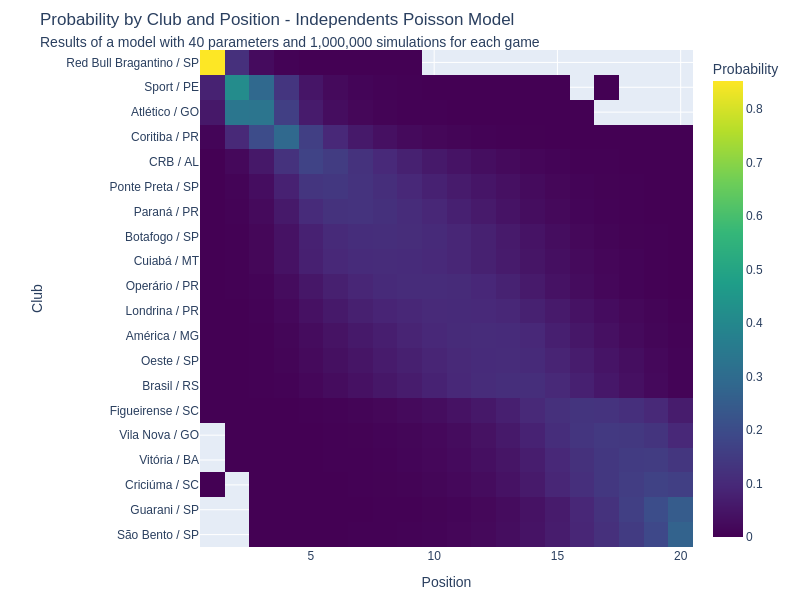 Probability by Club and Position - Independents Poisson Model
Results of a model with 40 parameters and 1,000,000 simulations for each game
Probability
Red Bull Bragantino / SP
Sport / PE
Atlético / GO
Coritiba / PR
CRB / AL
Ponte Preta / SP
Paraná / PR
Botafogo / SP
Cuiabá / MT
Operário / PR
Londrina / PR
América / MG
Oeste / SP
Brasil / RS
Figueirense / SC
Vila Nova / GO
Vitória / BA
Criciúma / SC
Guarani / SP
São Bento / SP
Club
5 10 15 20
Position
0.8
0.7
0.6
0.5
0.4
0.3
0.2
0.1
0